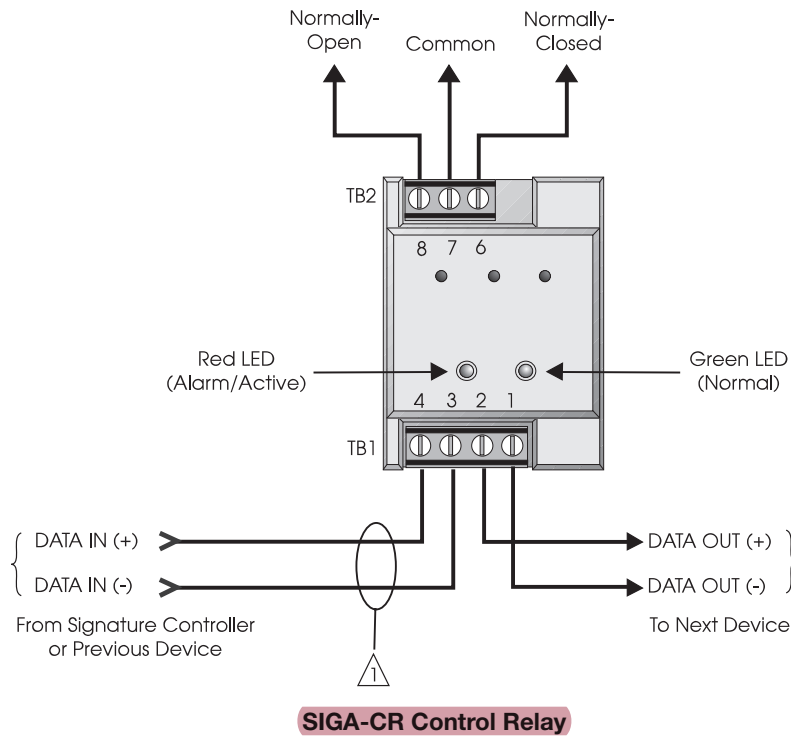 Normally-
Open
Common
Normally-
Closed
TB2
8 7 6
Red LED
(Alarm/Active)
Green LED
(Normal)
4 3 2 1
TB1
DATA IN (+)
DATA OUT (+)
DATA IN (-)
DATA OUT (-)
From Signature Controller
or Previous Device
To Next Device
1
SIGA-CR Control Relay